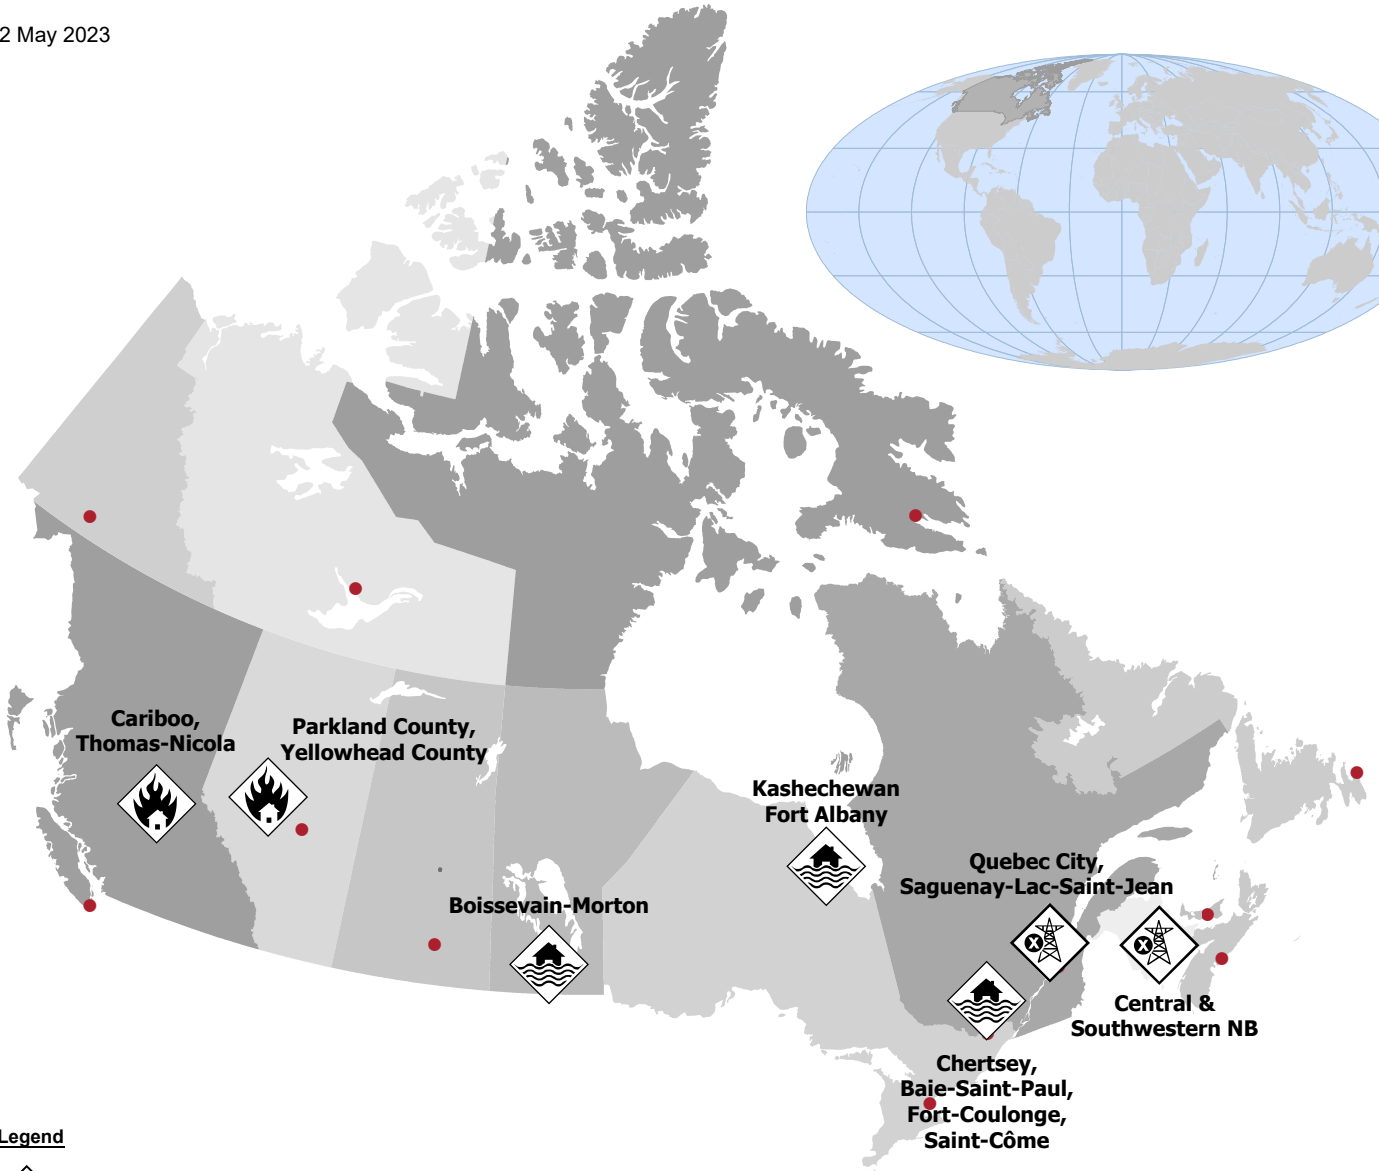 2 May 2023
Cariboo,
Thomas-Nicola
Parkland County,
Yellowhead County
Kashechewan
Fort Albany
Quebec City,
Saguenay-Lac-Saint-Jean
Boissevain-Morton
Central &
Southwestern NB
Chertsey,
Baie-Saint-Paul,
Fort-Coulonge,
Saint-Côme
Legend
X
X